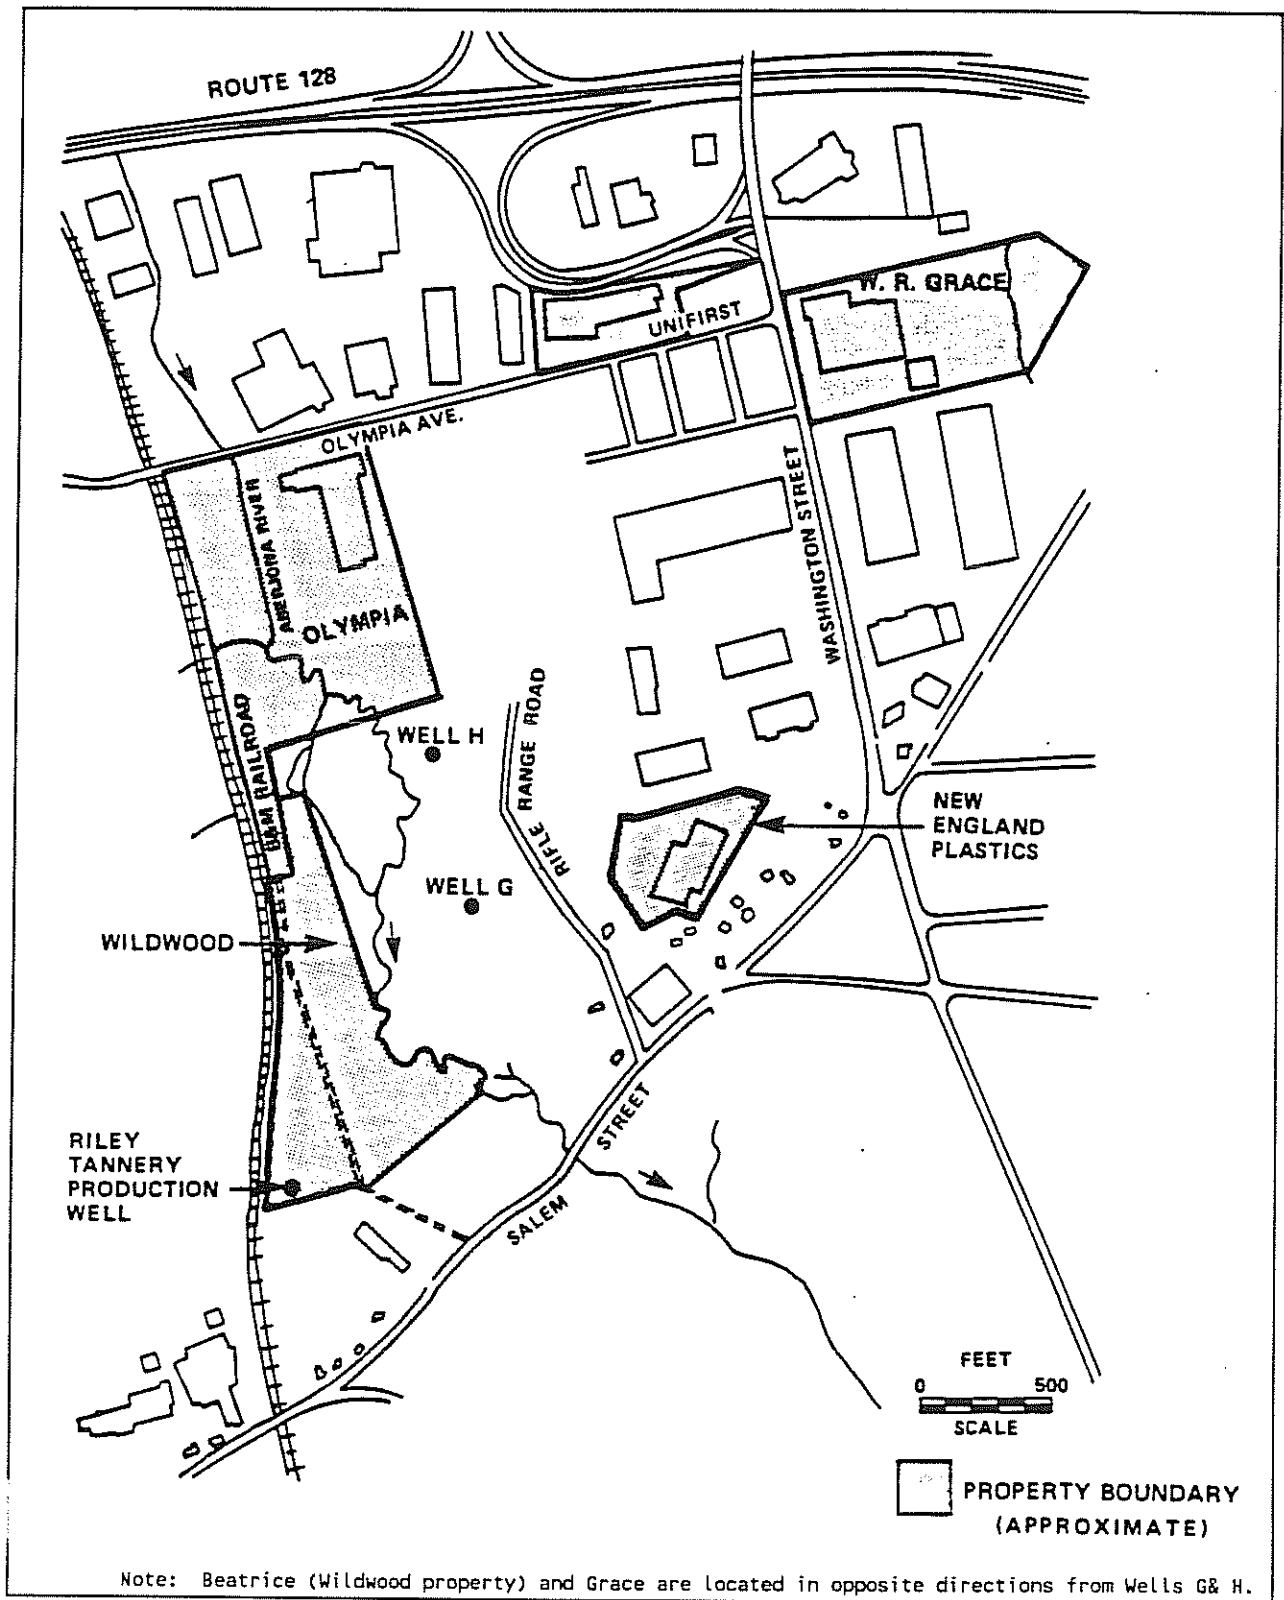 ROUTE 128
W. R. GRACE
UNIFIRST
OLYMPIA AVE.
ABERJONA RIVER
WASHINGTON STREET
OLYMPIA
B&M RAILROAD
WELL H
RIFLE RANGE ROAD
NEW
ENGLAND
PLASTICS
WELL G
WILDWOOD
RILEY
TANNERY
PRODUCTION
WELL
SALEM STREET
FEET
0 500
SCALE
PROPERTY BOUNDARY
(APPROXIMATE)
Note: Beatrice (Wildwood property) and Grace are located in opposite directions from Wells G& H.